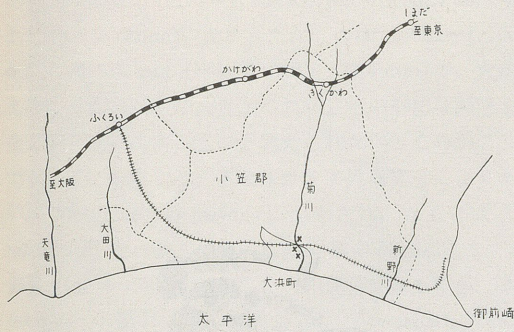 しまだ
至東京
かけがわ
きくがわ
ふくろい
至大阪
小笠郡
菊川
大田川
天竜川
新野川
大浜町
御前崎
太平洋